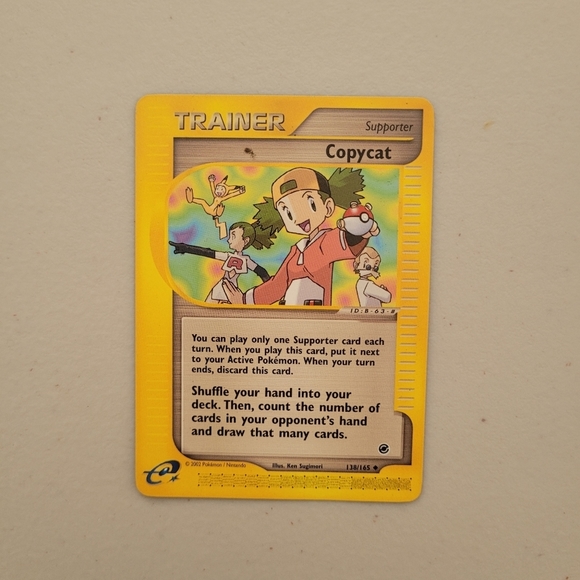 TRAINER
Supporter
Copycat
R
ID:B-63-#
You can play only one Supporter card each
turn. When you play this card, put it next
to your Active Pokémon. When your turn
ends, discard this card.
Shuffle your hand into your
deck. Then, count the number of
cards in your opponent's hand
and draw that many cards.
©2002 Pokémon / Nintendo
Illus. Ken Sugimori
138/165
e